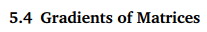 5.4 Gradients of Matrices